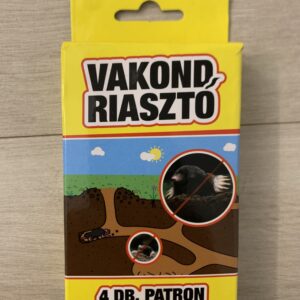 VAKOND
RIASZTÓ
4 DB. PATRON